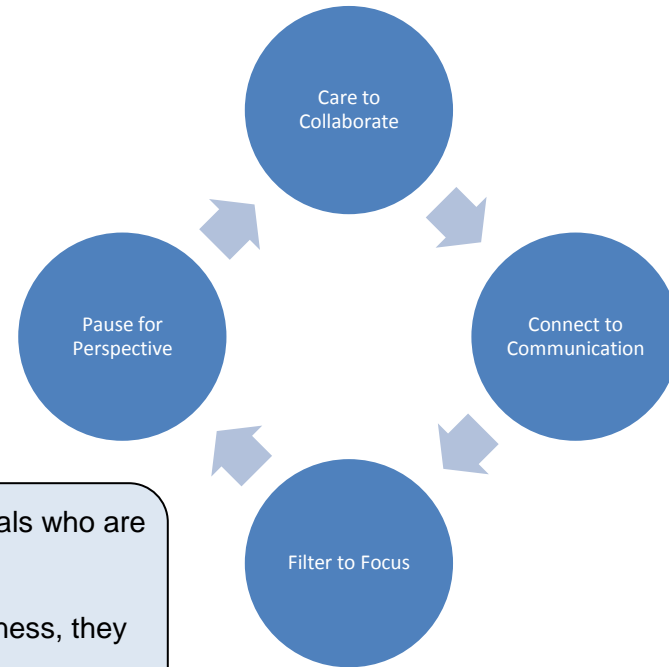 Care to
Collaborate
Pause for
Perspective
Connect to
Communication
als who are
Filter to Focus
ness, they